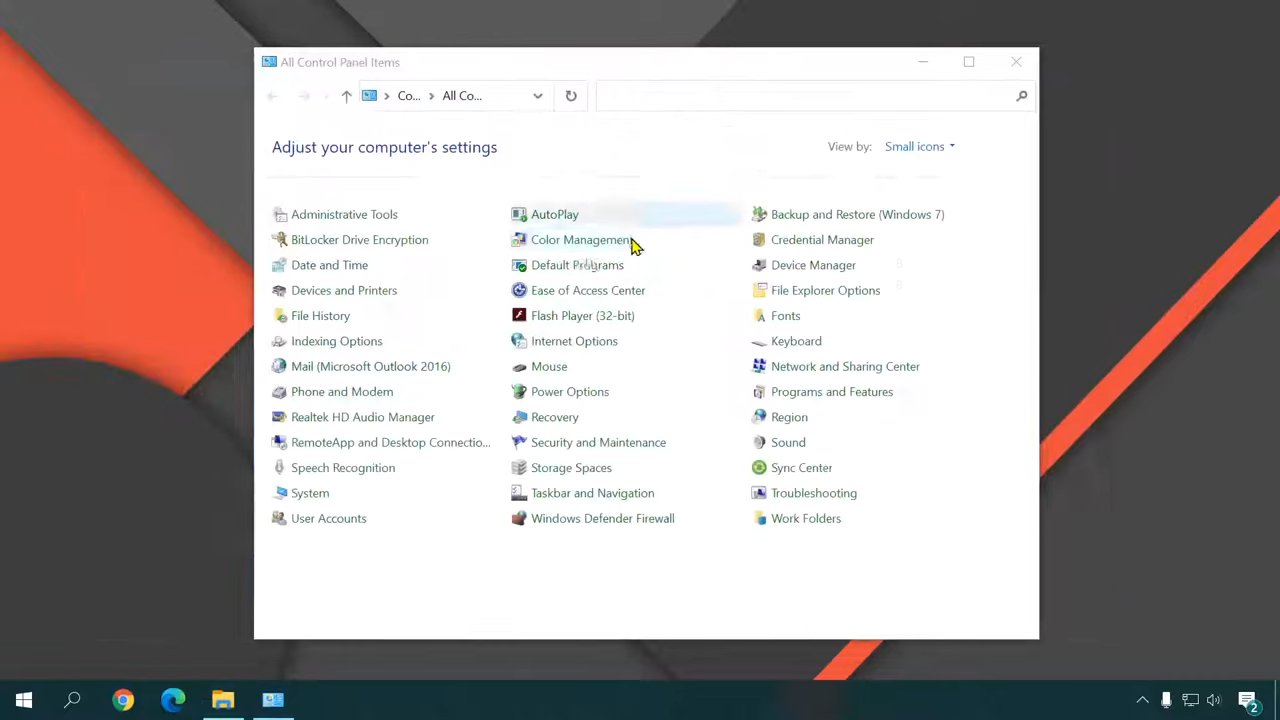 All Control Panel Items
Co... All Co...
Adjust your computer's settings
View by: Small icons
Administrative Tools
AutoPlay
Backup and Restore (Windows 7)
BitLocker Drive Encryption
Color Management
Credential Manager
Date and Time
Default Programs
Device Manager
Devices and Printers
Ease of Access Center
File Explorer Options
File History
Flash Player (32-bit)
Fonts
Indexing Options
Internet Options
Keyboard
Mail (Microsoft Outlook 2016)
Mouse
Network and Sharing Center
Phone and Modem
Power Options
Programs and Features
Realtek HD Audio Manager
Recovery
Region
RemoteApp and Desktop Connectio...
Security and Maintenance
Sound
Speech Recognition
Storage Spaces
Sync Center
System
Taskbar and Navigation
Troubleshooting
User Accounts
Windows Defender Firewall
Work Folders
2